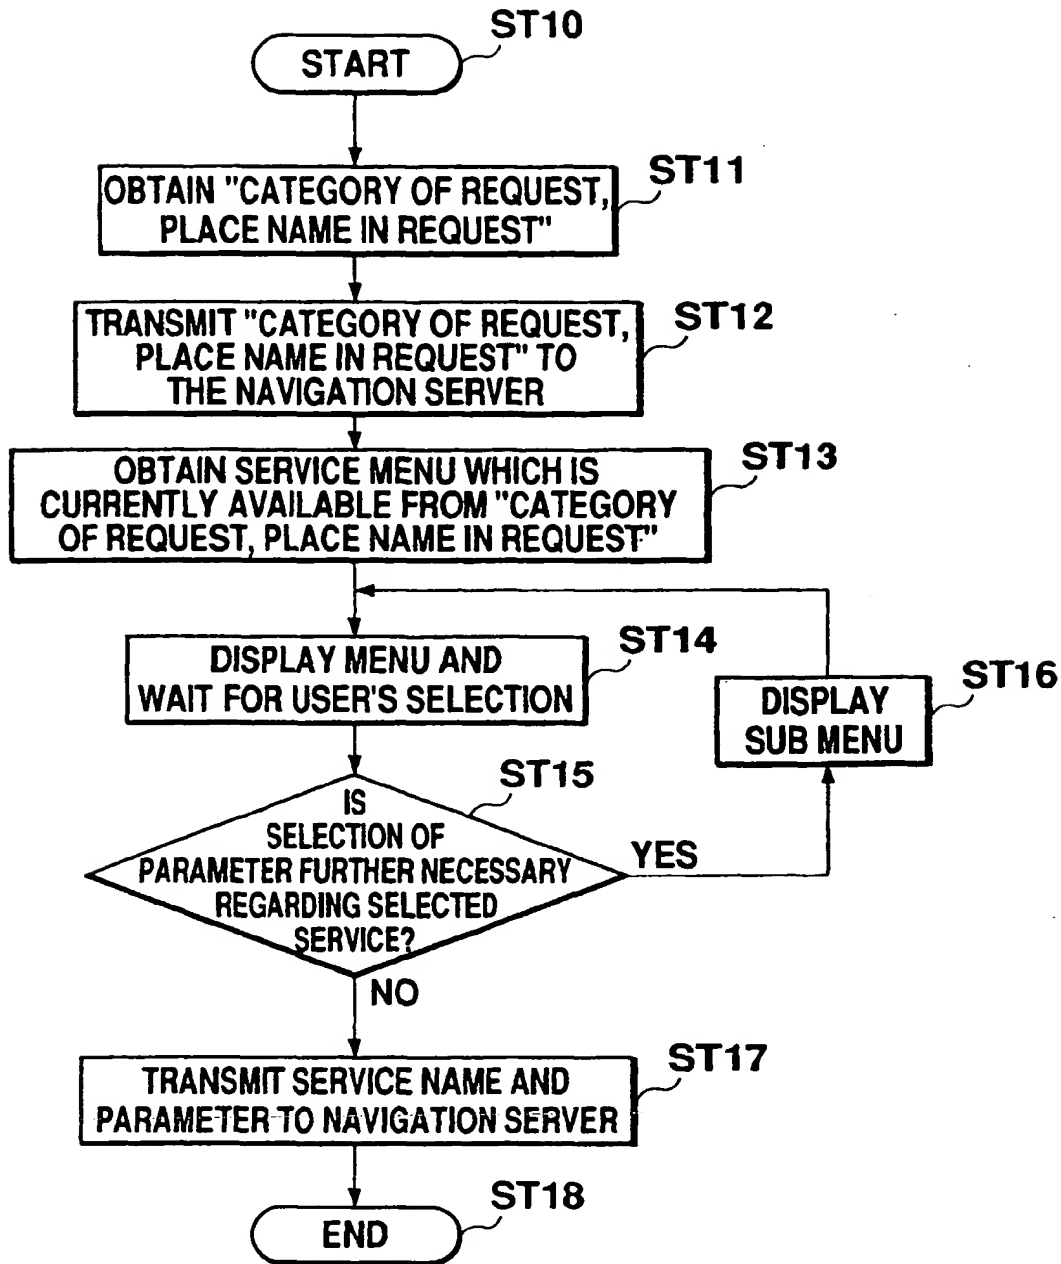 ST10
START
ST11
OBTAIN "CATEGORY OF REQUEST,
PLACE NAME IN REQUEST"
ST12
TRANSMIT "CATEGORY OF REQUEST,
PLACE NAME IN REQUEST" TO
THE NAVIGATION SERVER
ST13
OBTAIN SERVICE MENU WHICH IS
CURRENTLY AVAILABLE FROM "CATEGORY
OF REQUEST, PLACE NAME IN REQUEST"
ST14
DISPLAY MENU AND
WAIT FOR USER'S SELECTION
ST16
DISPLAY
SUB MENU
ST15
IS
SELECTION OF
PARAMETER FURTHER NECESSARY
REGARDING SELECTED
SERVICE?
YES
NO
ST17
TRANSMIT SERVICE NAME AND
PARAMETER TO NAVIGATION SERVER
ST18
END